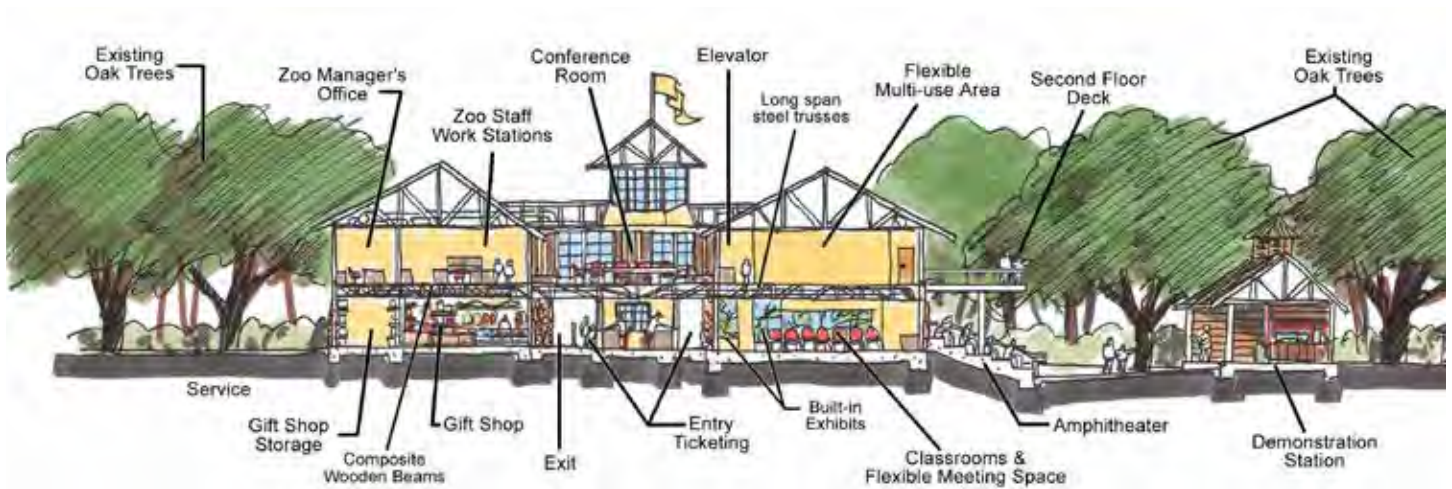 Existing
Oak Trees
Zoo Manager's
Office
Zoo Staff
Work Stations
Conference
Room
Elevator
Long span
steel trusses
Flexible
Multi-use Area
Second Floor
Deck
Existing
Oak Trees
Service
Gift Shop
Storage
Composite
Wooden Beams
Gift Shop
Exit
Entry
Ticketing
Built-in
Exhibits
Classrooms &
Flexible Meeting Space
Amphitheater
Demonstration
Station